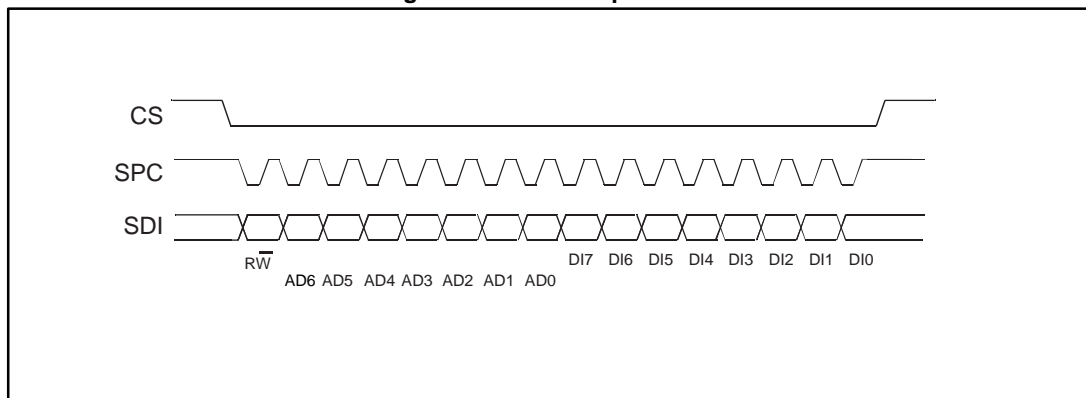 CS
SPC
SDI
RW DI7 DI6 DI5 DI4 DI3 DI2 DI1 DI0
AD6 AD5 AD4 AD3 AD2 AD1 AD0